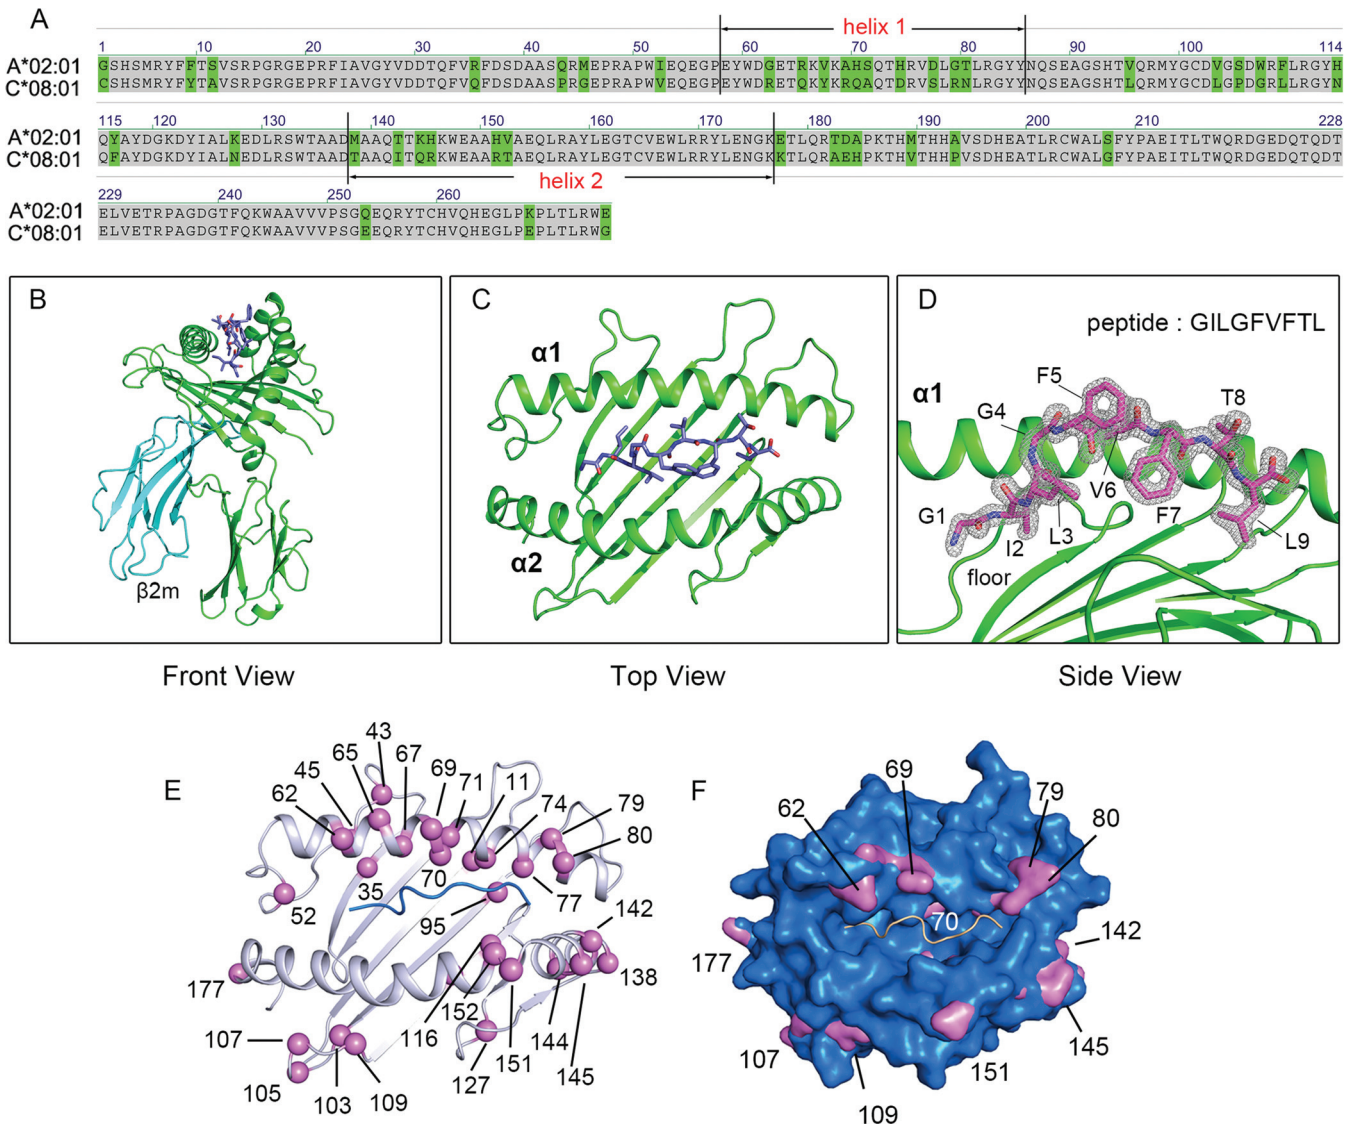 A
helix 1
1 10 20 30 40 50 60 70 80 90 100 114
A*02:01 GSHSMRYFFTSVSRPGRGEPRFIAVGYVDDTQFVRFDSDAASQRMEPRAPWIEQEGPEYWDGETRKVKAHSQTHRVDLGTLRGYYNQSEAGSHTVQRMYGCDVGSDWRFLRGYH
C*08:01 CSHSMRYFYTAVSRPGRGEPRFIAVGYVDDTQFVQFDSDAASPRGEPRAPWVEQEGPEYWDRETQKYKRQAQTDRVSLRNLRGYYNQSEAGSHTLQRMYGCDLGPDGRLLRGYN
115 120 130 140 150 160 170 180 190 200 210 228
A*02:01 QYAYDGKDYIALKEDLRSWTAADMAAQTTKHKWEAAHVAEQLRAYLEGTCVEWLRRYLENGKETLQRTDAPKTHMTHHAVSDHEATLRCWALSFYPAEITLTWQRDGEDQTQDT
C*08:01 QFAYDGKDYIALNEDLRSWTAADTAAQITQRKWEAARTAEQLRAYLEGTCVEWLRRYLENGKKTLQRAEHPKTHVTHHPVSDHEATLRCWALGFYPAEITLTWQRDGEDQTQDT
helix 2
229 240 250 260
A*02:01 ELVETRPAGDGTFQKWAAVVVPSGQEQRYTCHVQHEGLPKPLTLRWE
C*08:01 ELVETRPAGDGTFQKWAAVVVPSGEEQRYTCHVQHEGLPEPLTLRWG
B
β2m
Front View
C
α1
α2
Top View
D
peptide : GILGFVFTL
α1
F5
G4
T8
V6
G1
I2
L3
F7
L9
floor
Side View
E
43
65
67
45
69
71
11
74
79
62
80
52
35
70
95
77
142
177
138
107
116
152
151
144
145
127
105
103
109
F
69
79
62
80
70
142
177
107
151
145
109